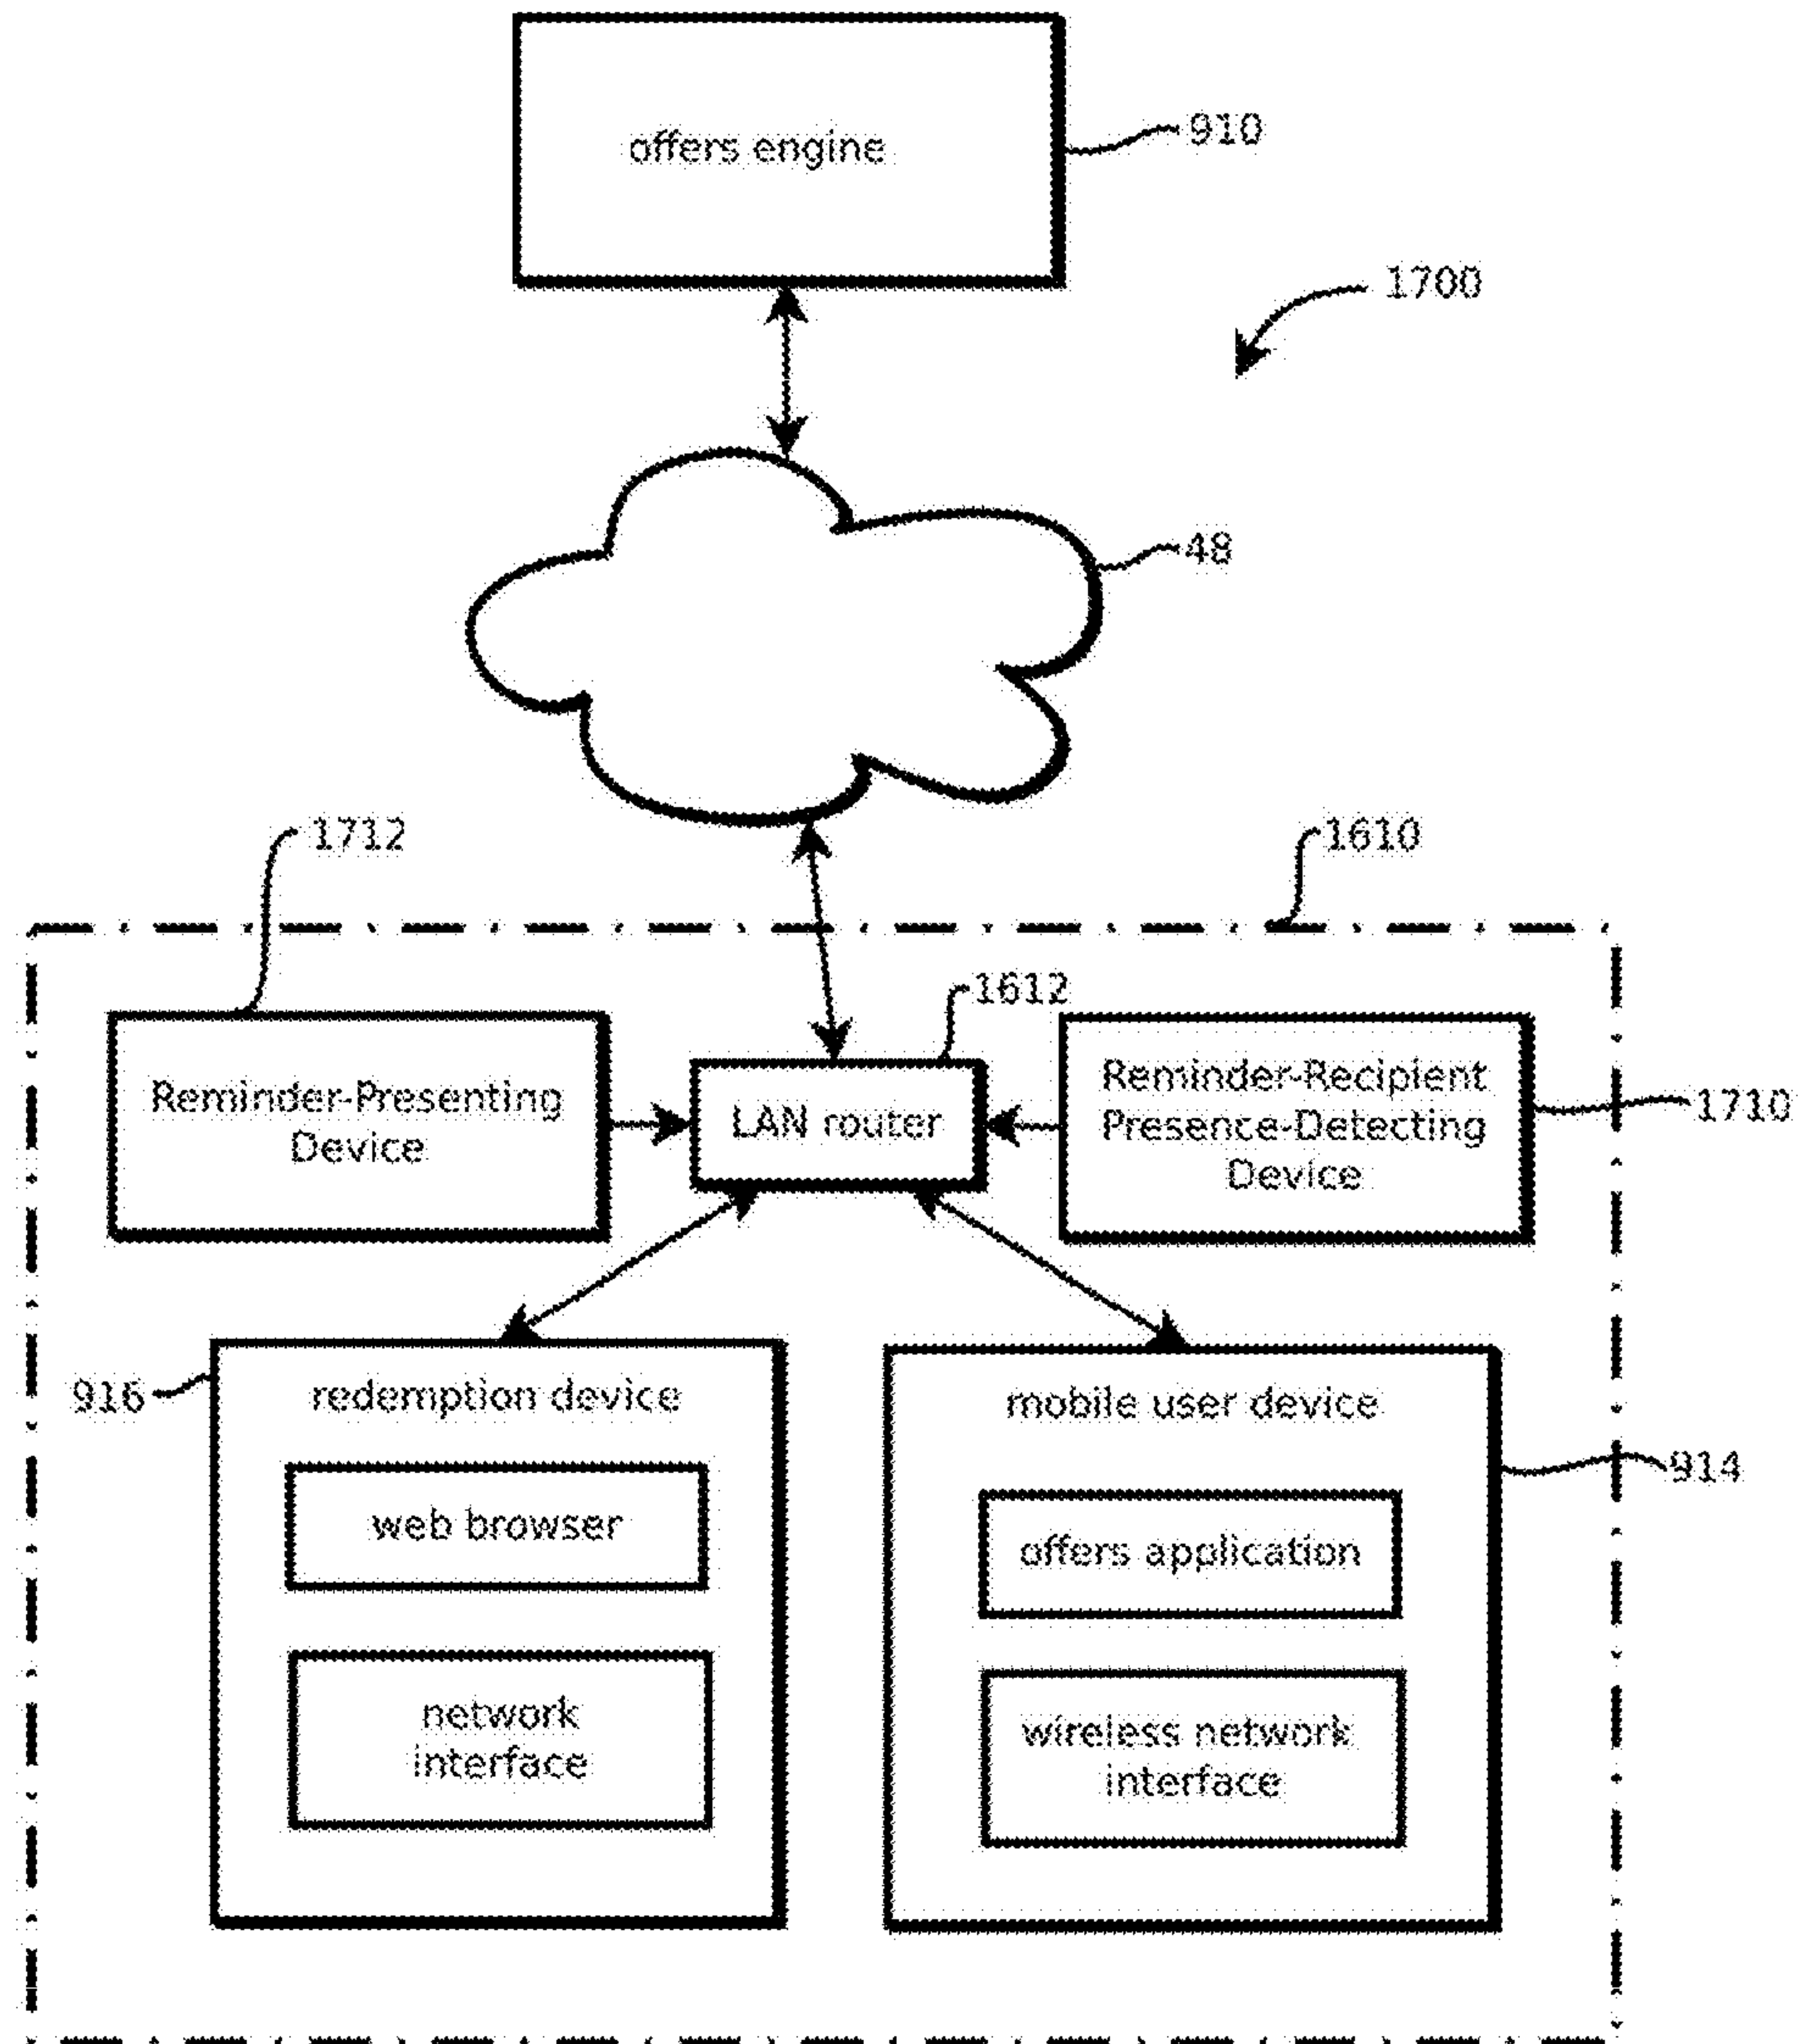 offers engine
910
1700
48
1712
1610
1612
Reminder-Presenting
Device
LAN router
Reminder-Recipient
Presence-Detecting
Device
1710
916
redemption device
mobile user device
914
web browser
offers application
network
interface
wireless network
interface